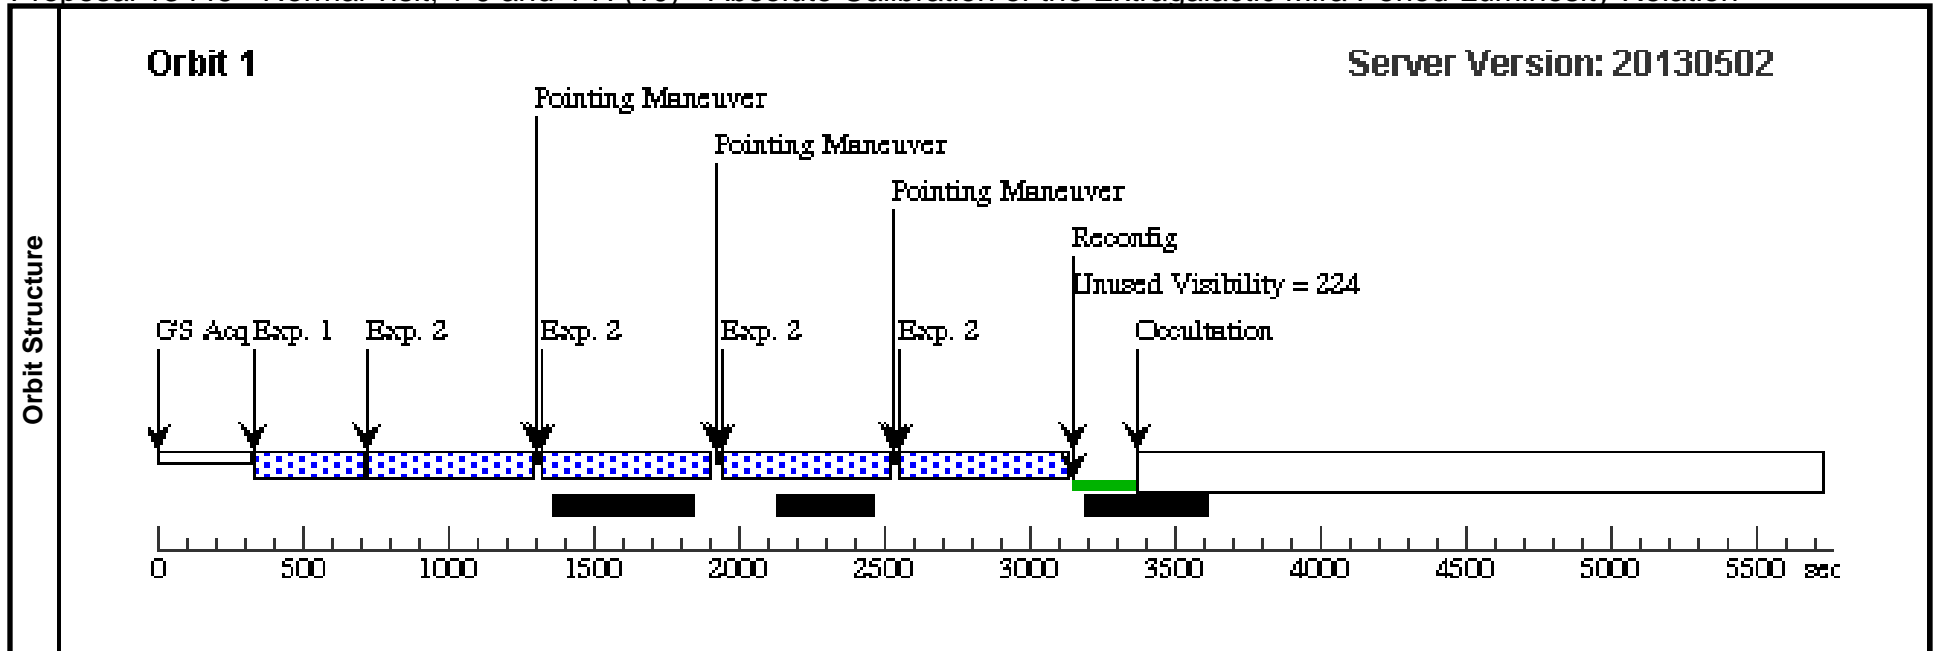 Orbit Structure
Orbit 1
Server Version: 20130502
Pointing Maneuver
Pointing Maneuver
Pointing Maneuver
Reconfig
Unused Visibility = 224
GS Acq Exp. 1 Exp. 2 Exp. 2 Exp. 2 Exp. 2 Occultation
0 500 1000 1500 2000 2500 3000 3500 4000 4500 5000 5500 sec